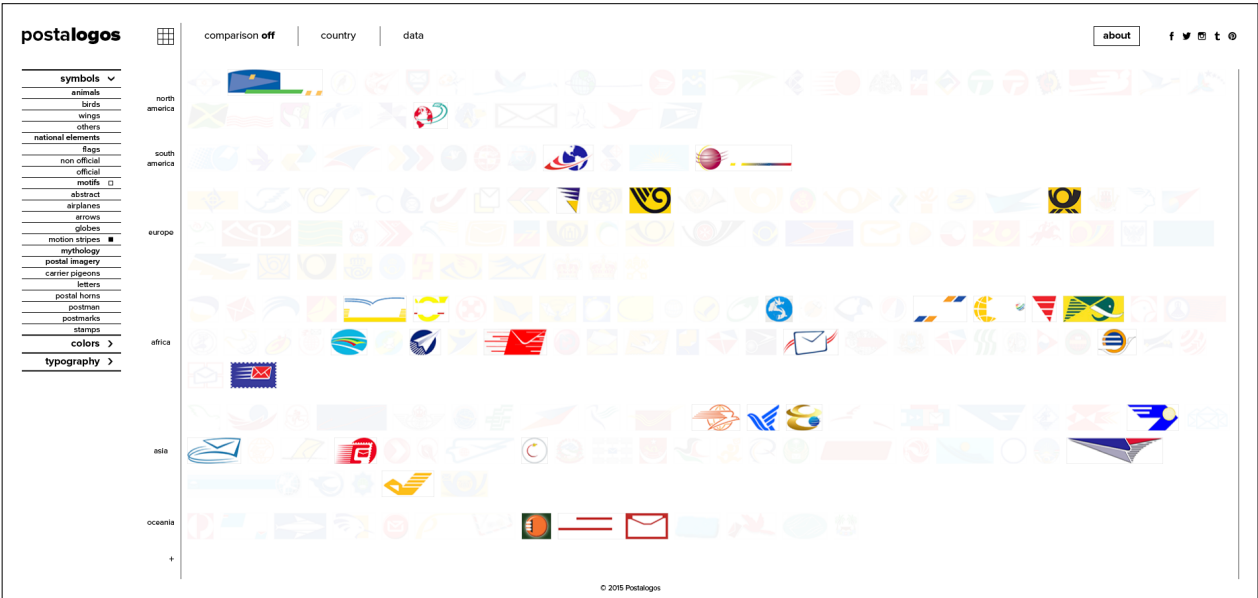 postalogos
comparison off
country
data
about
symbols
animals
birds
wings
others
national elements
flags
non official
official
motifs
abstract
airplanes
arrows
globes
motion stripes
mythology
postal imagery
carrier pigeons
letters
postal horns
postman
postmarks
stamps
colors
typography
north
america
south
america
europe
africa
asia
oceania
+
© 2015 Postalogos